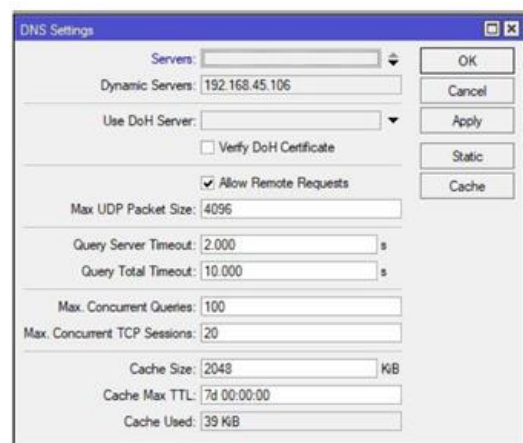 DNS Settings
Servers:
OK
Dynamic Servers: 192.168.45.106
Cancel
Use DoH Server:
Apply
Verify DoH Certificate
Static
Allow Remote Requests
Cache
Max UDP Packet Size: 4096
Query Server Timeout: 2.000 s
Query Total Timeout: 10.000 s
Max. Concurrent Queries: 100
Max. Concurrent TCP Sessions: 20
Cache Size: 2048 KiB
Cache Max TTL: 7d 00:00:00
Cache Used: 39 KiB